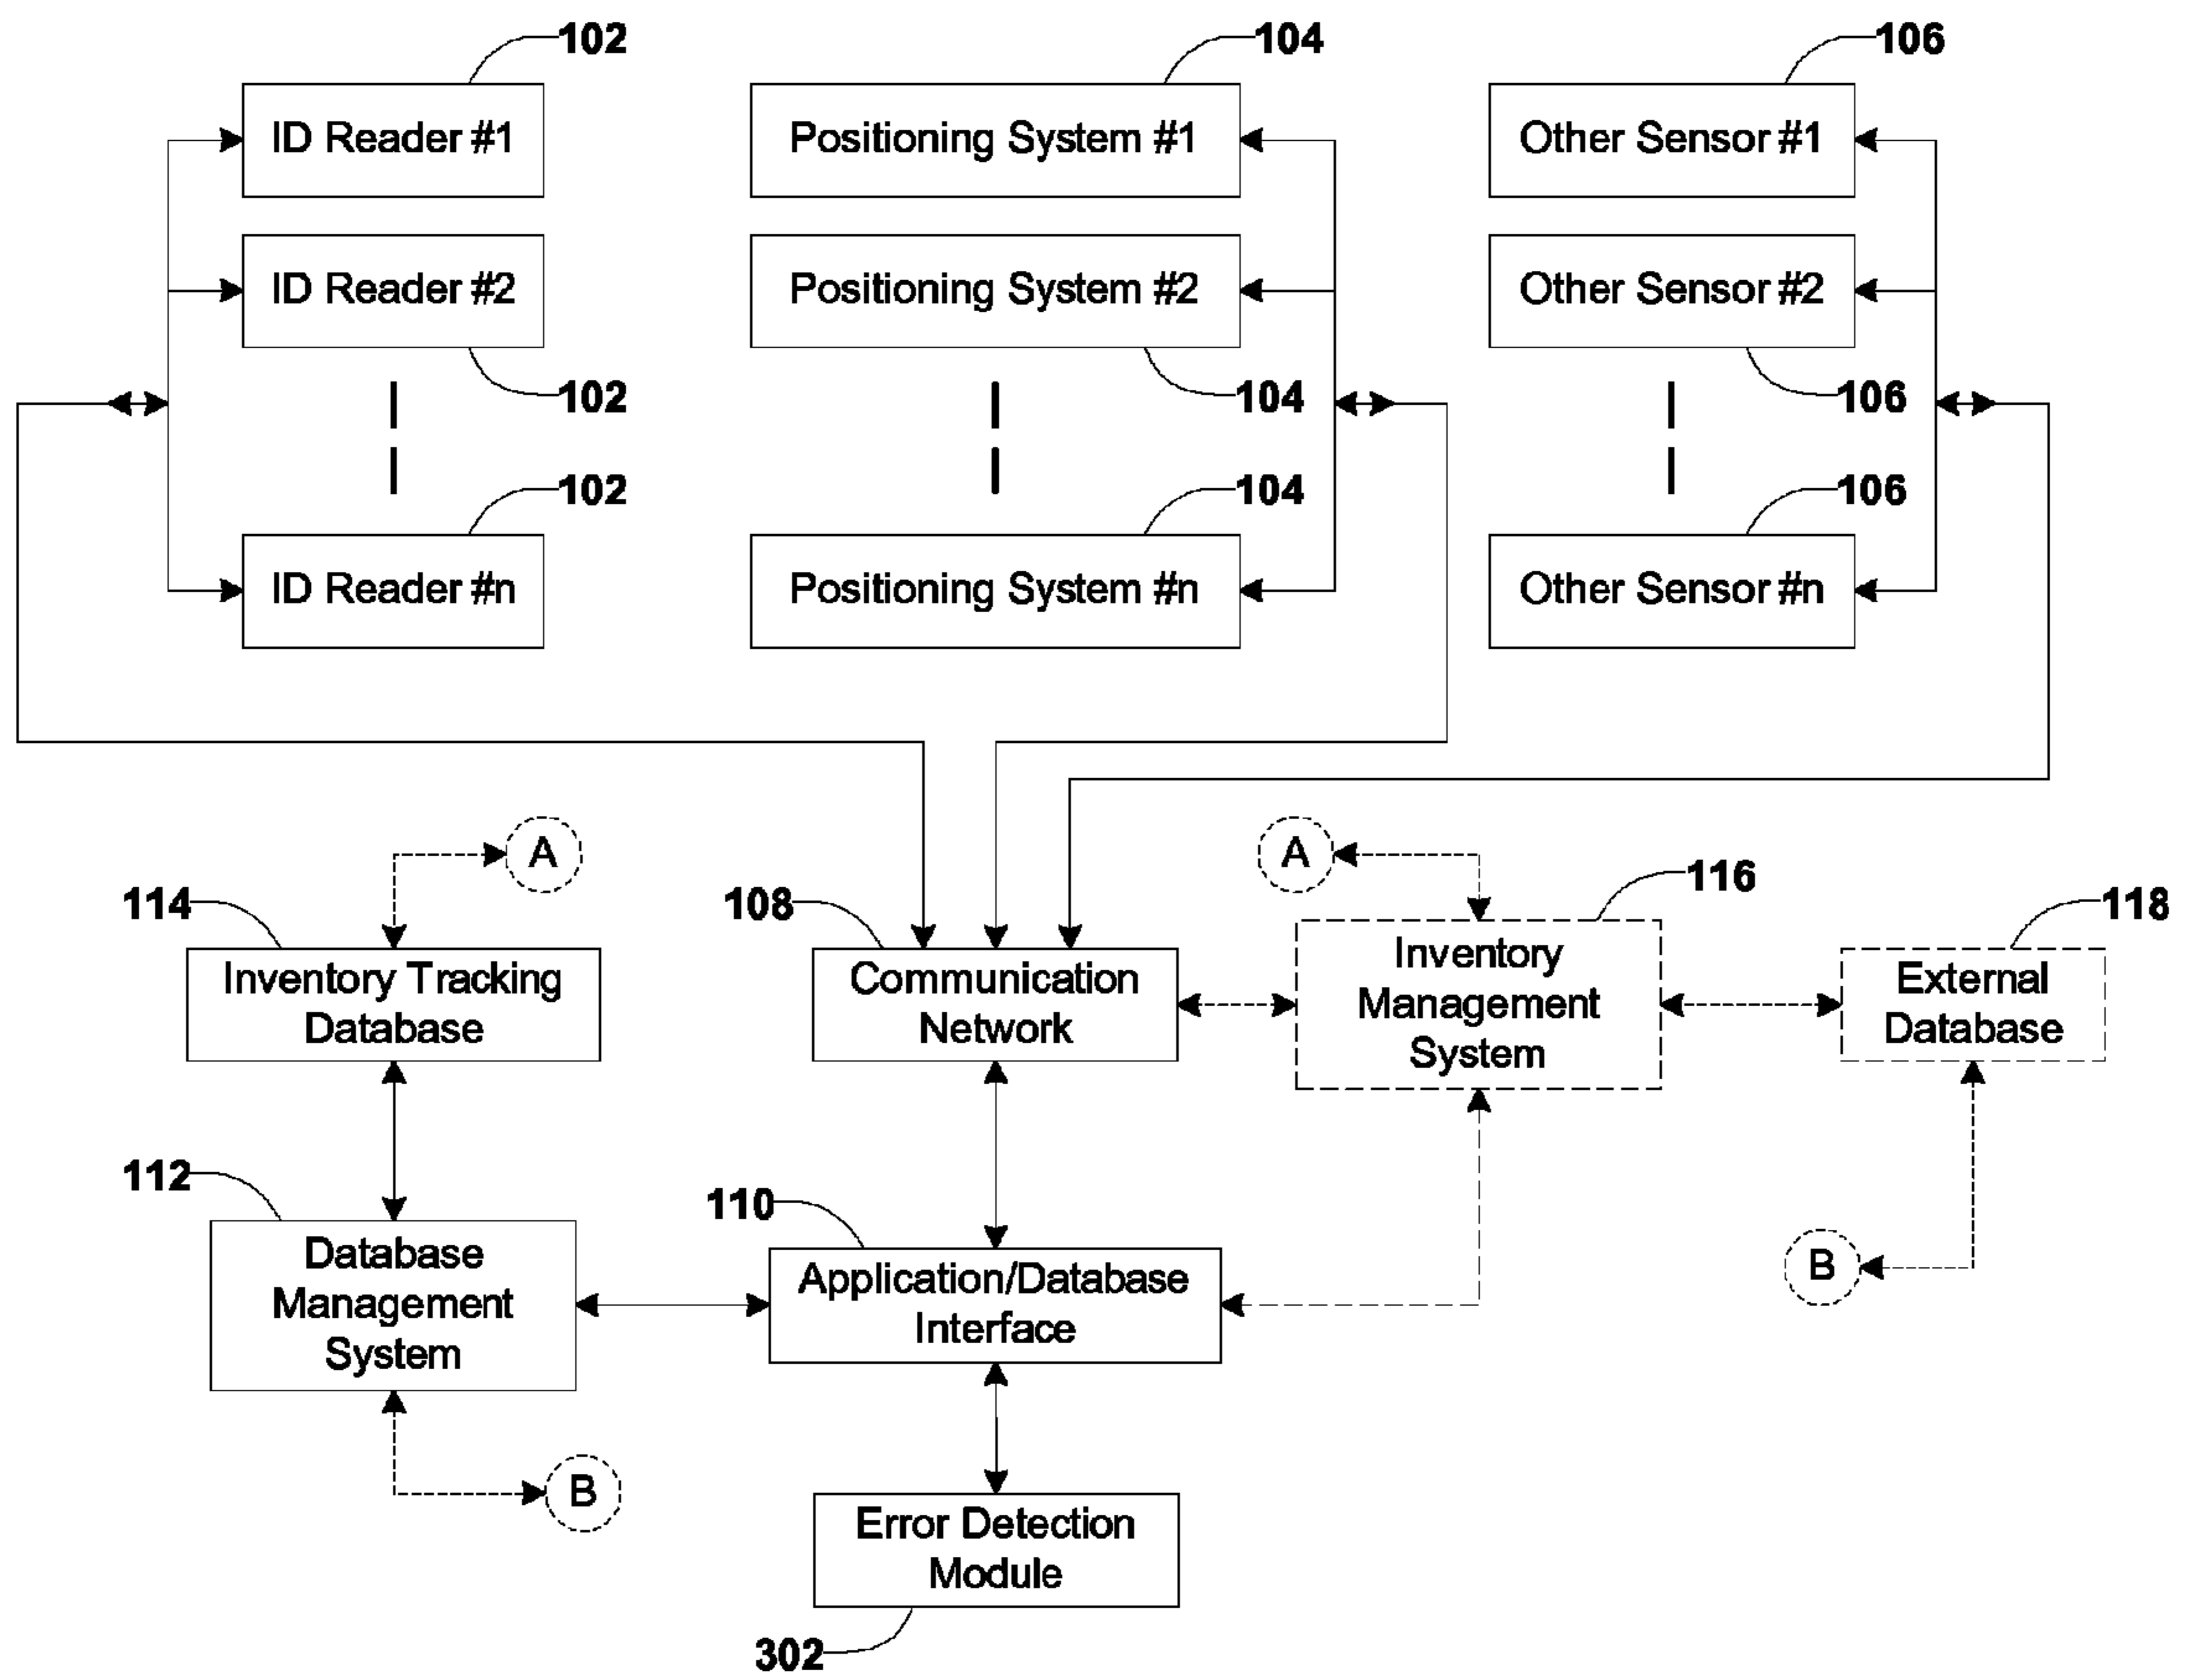 102
104
106
ID Reader #1
Positioning System #1
Other Sensor #1
ID Reader #2
Positioning System #2
Other Sensor #2
102
104
106
102
104
106
ID Reader #n
Positioning System #n
Other Sensor #n
A
A
114
108
116
118
Inventory Tracking
Database
Communication
Network
Inventory
Management
System
External
Database
112
110
Database
Management
System
Application/Database
Interface
B
B
Error Detection
Module
302